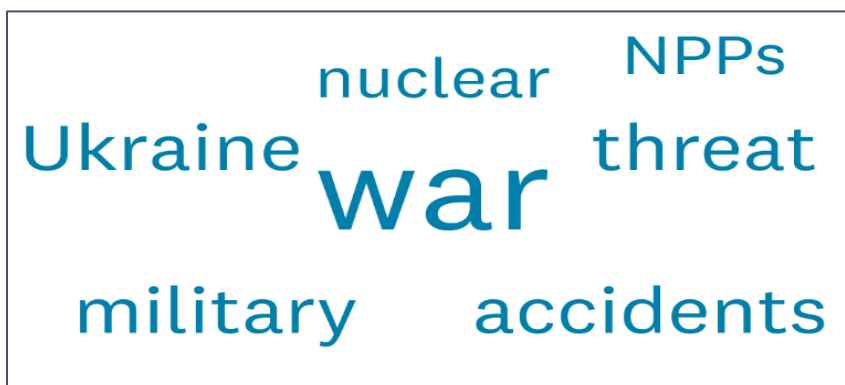 NPPs
nuclear
Ukraine threat
war
military accidents